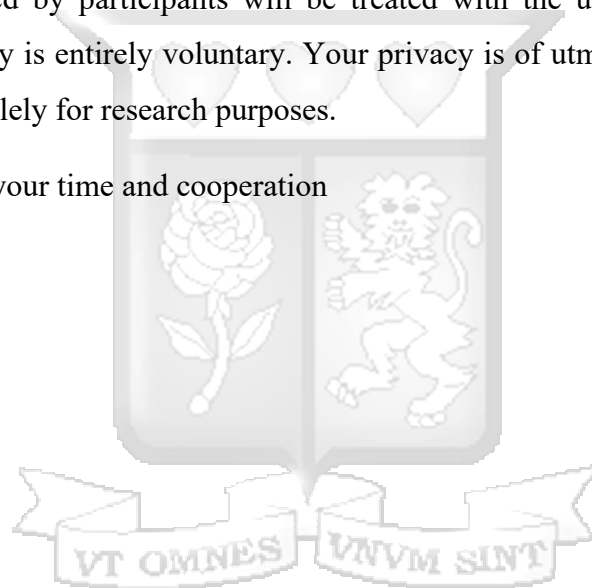 ed by participants will be treated with the u
y is entirely voluntary. Your privacy is of utm
lely for research purposes.
your time and cooperation
VT OMNES VNVM SINT